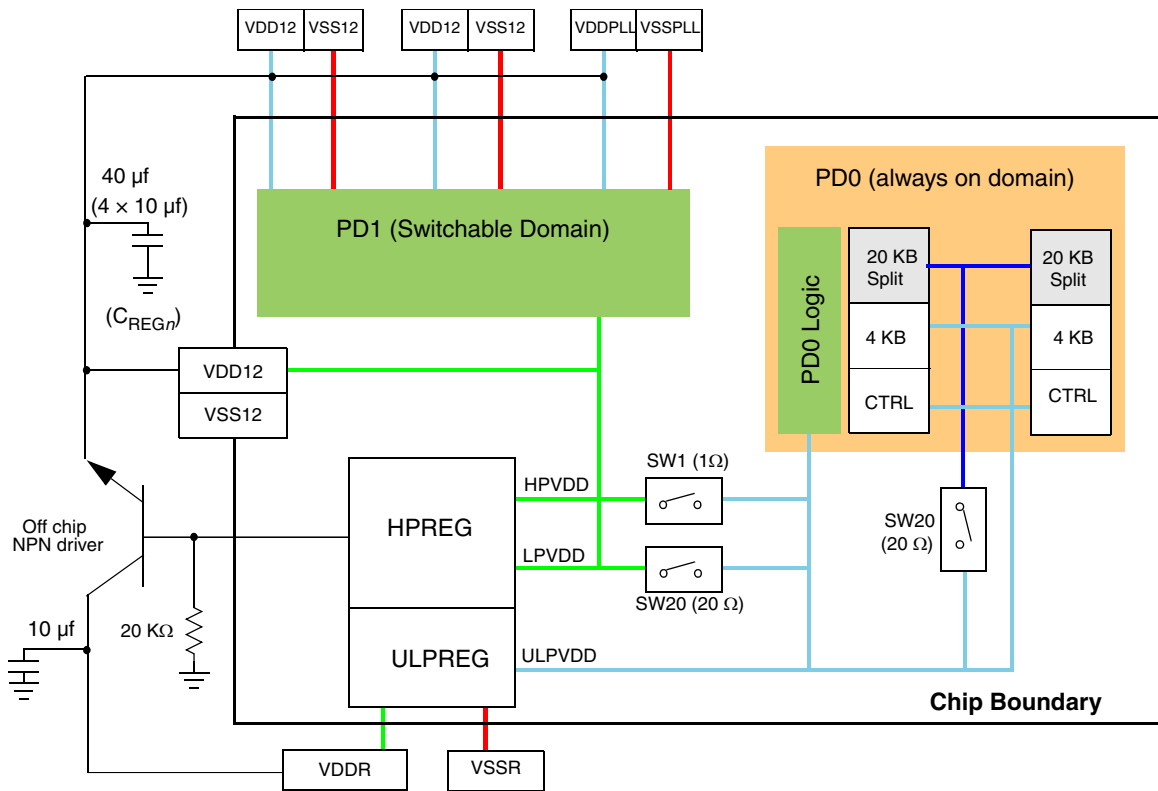 VDD12 VSS12 VDD12 VSS12 VDDPLL VSSPLL
40 µf
(4 × 10 µf)
(CREGn)
PD1 (Switchable Domain)
PD0 (always on domain)
PD0 Logic
20 KB
Split
4 KB
CTRL
20 KB
Split
4 KB
CTRL
VDD12
VSS12
Off chip
NPN driver
10 µf
20 KΩ
HPREG
ULPREG
HPVDD
LPVDD
ULPVDD
SW1 (1Ω)
SW20 (20 Ω)
SW20
(20 Ω)
Chip Boundary
VDDR
VSSR